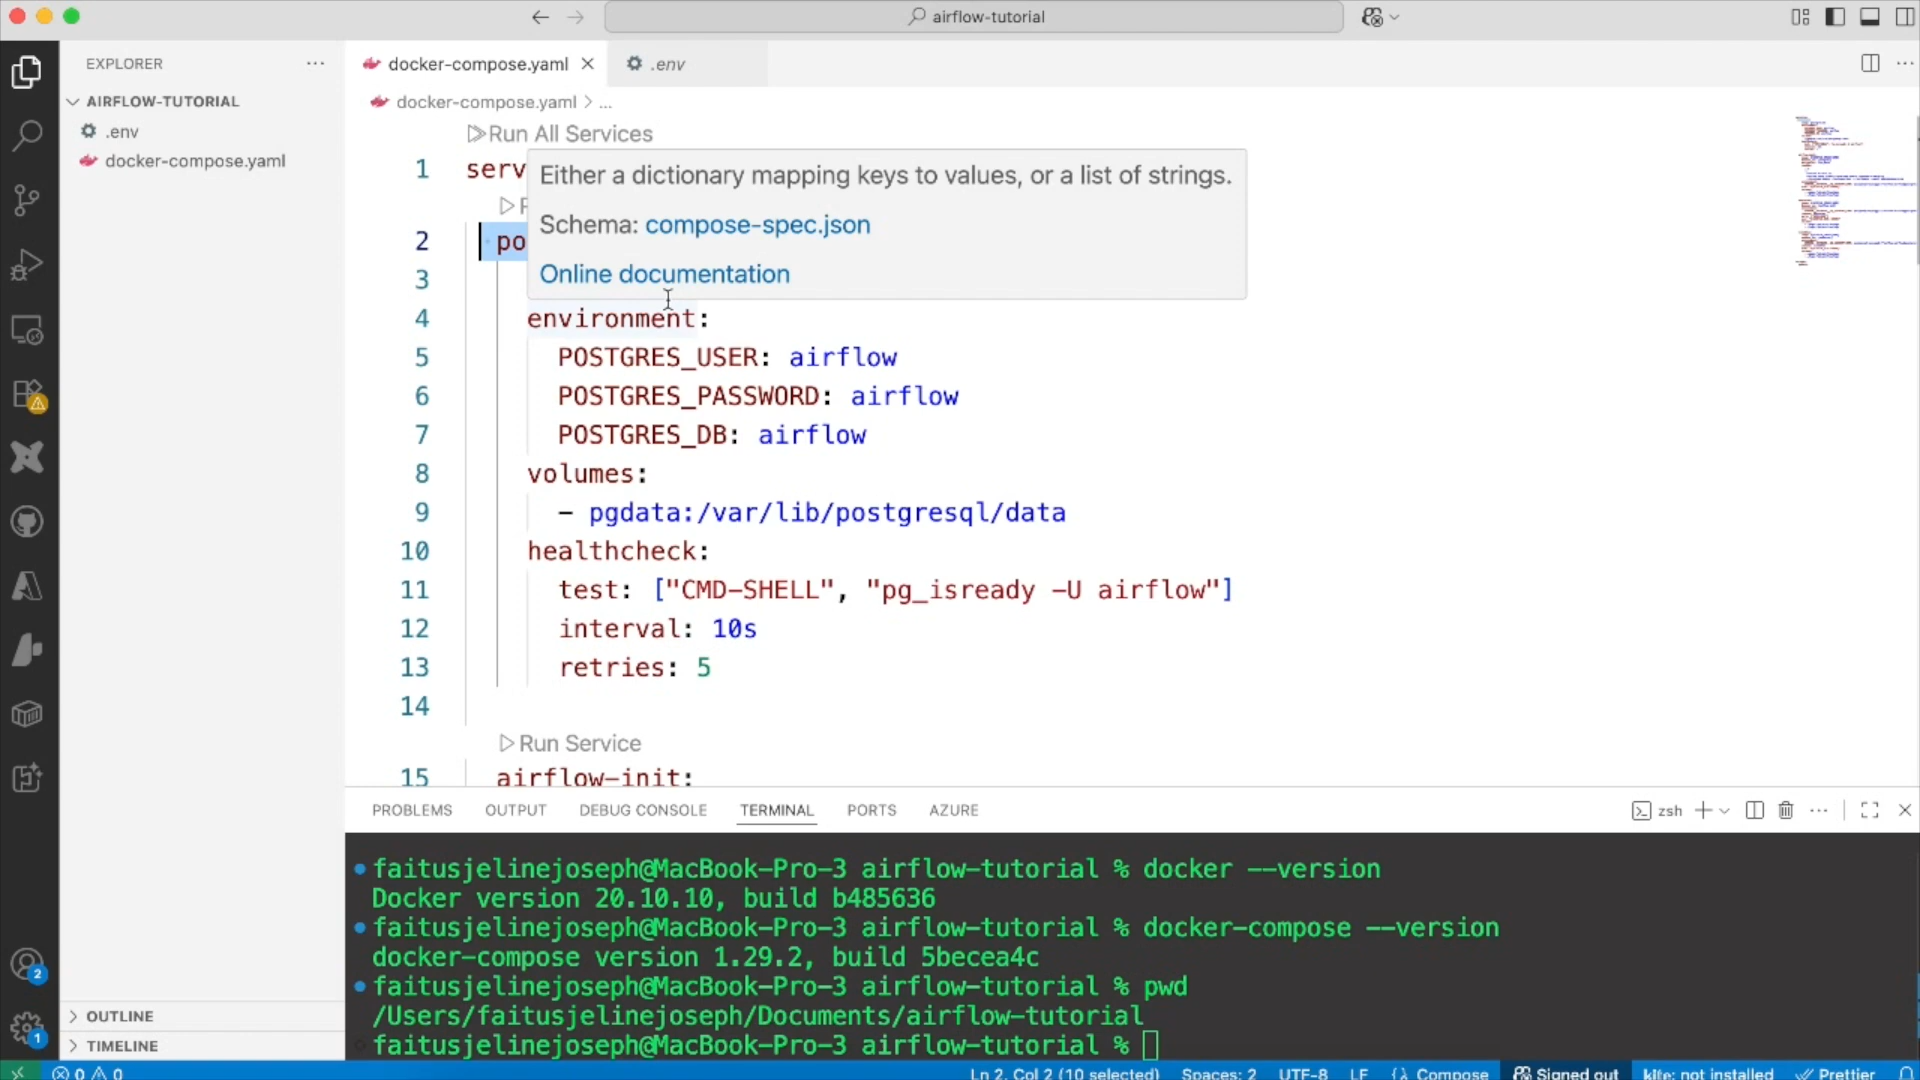 airflow-tutorial
EXPLORER
AIRFLOW-TUTORIAL
.env
docker-compose.yaml
OUTLINE
TIMELINE
docker-compose.yaml
.env
docker-compose.yaml > ...
Run All Services
1 serv
Either a dictionary mapping keys to values, or a list of strings.
Schema: compose-spec.json
Online documentation
2 po
3
4 environment:
5 POSTGRES_USER: airflow
6 POSTGRES_PASSWORD: airflow
7 POSTGRES_DB: airflow
8 volumes:
9 - pgdata:/var/lib/postgresql/data
10 healthcheck:
11 test: ["CMD-SHELL", "pg_isready -U airflow"]
12 interval: 10s
13 retries: 5
14
Run Service
15 airflow-init:
PROBLEMS OUTPUT DEBUG CONSOLE TERMINAL PORTS AZURE
zsh
faitusjelinejoseph@MacBook-Pro-3 airflow-tutorial % docker --version
Docker version 20.10.10, build b485636
faitusjelinejoseph@MacBook-Pro-3 airflow-tutorial % docker-compose --version
docker-compose version 1.29.2, build 5becea4c
faitusjelinejoseph@MacBook-Pro-3 airflow-tutorial % pwd
/Users/faitusjelinejoseph/Documents/airflow-tutorial
faitusjelinejoseph@MacBook-Pro-3 airflow-tutorial %
2
1
0 0 Ln 2, Col 2 (10 selected) Spaces: 2 UTF-8 LF Compose Signed out kite: not installed Prettier